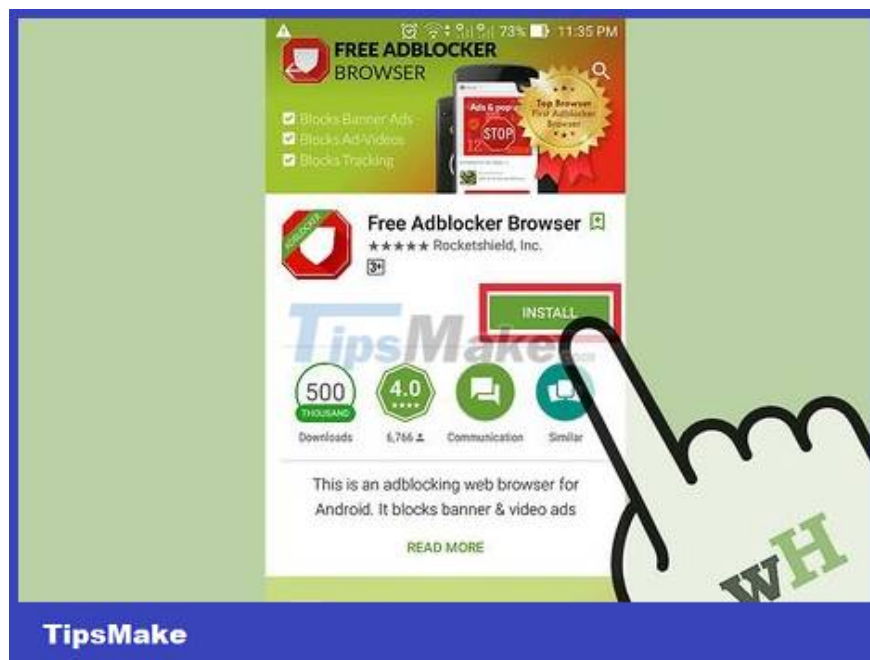 73% 11:35 PM
FREE ADBLOCKER
BROWSER
Blocks Banner Ads
Blocks Ad-Videos
Blocks Tracking
Ads & pop
STOP
12
Top Browser
First Adblocker
Browser
ADBLOCKER
Free Adblocker Browser
★★★★★ Rocketshield, Inc.
3+
INSTALL
TipsMake.com
500
THOUSAND
Downloads
4.0
6,766
Communication
Similar
This is an adblocking web browser for
Android. It blocks banner & video ads
READ MORE
wH
TipsMake